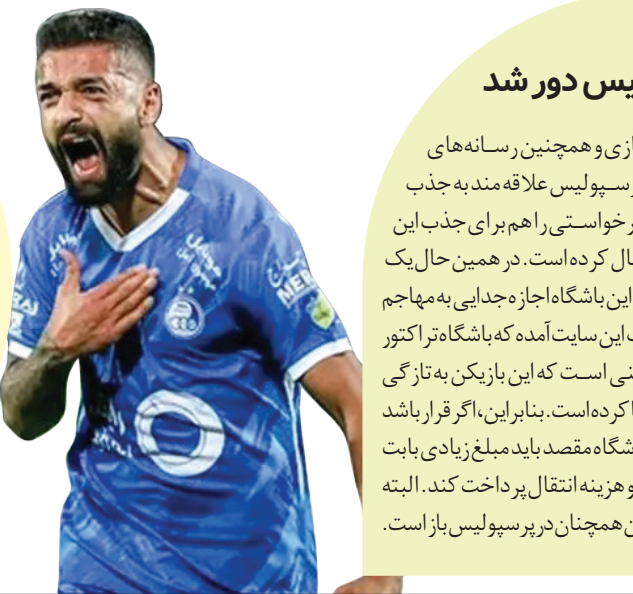 یس دور شد
ازی و همچنین رسانه‌های
رسپولیس علاقه‌مند به جذب
رخواستی را هم برای جذب این
ال کرده است. در همین حال یک
این باشگاه اجازه جدایی به مهاجم
این سایت آمده که باشگاه تراکتور
نی است که این بازیکن به تازگی
کرده است. بنابراین، اگر قرار باشد
شگاه مقصد باید مبلغ زیادی بابت
و هزینه انتقال پرداخت کند. البته
ن همچنان در پرسپولیس باز است.